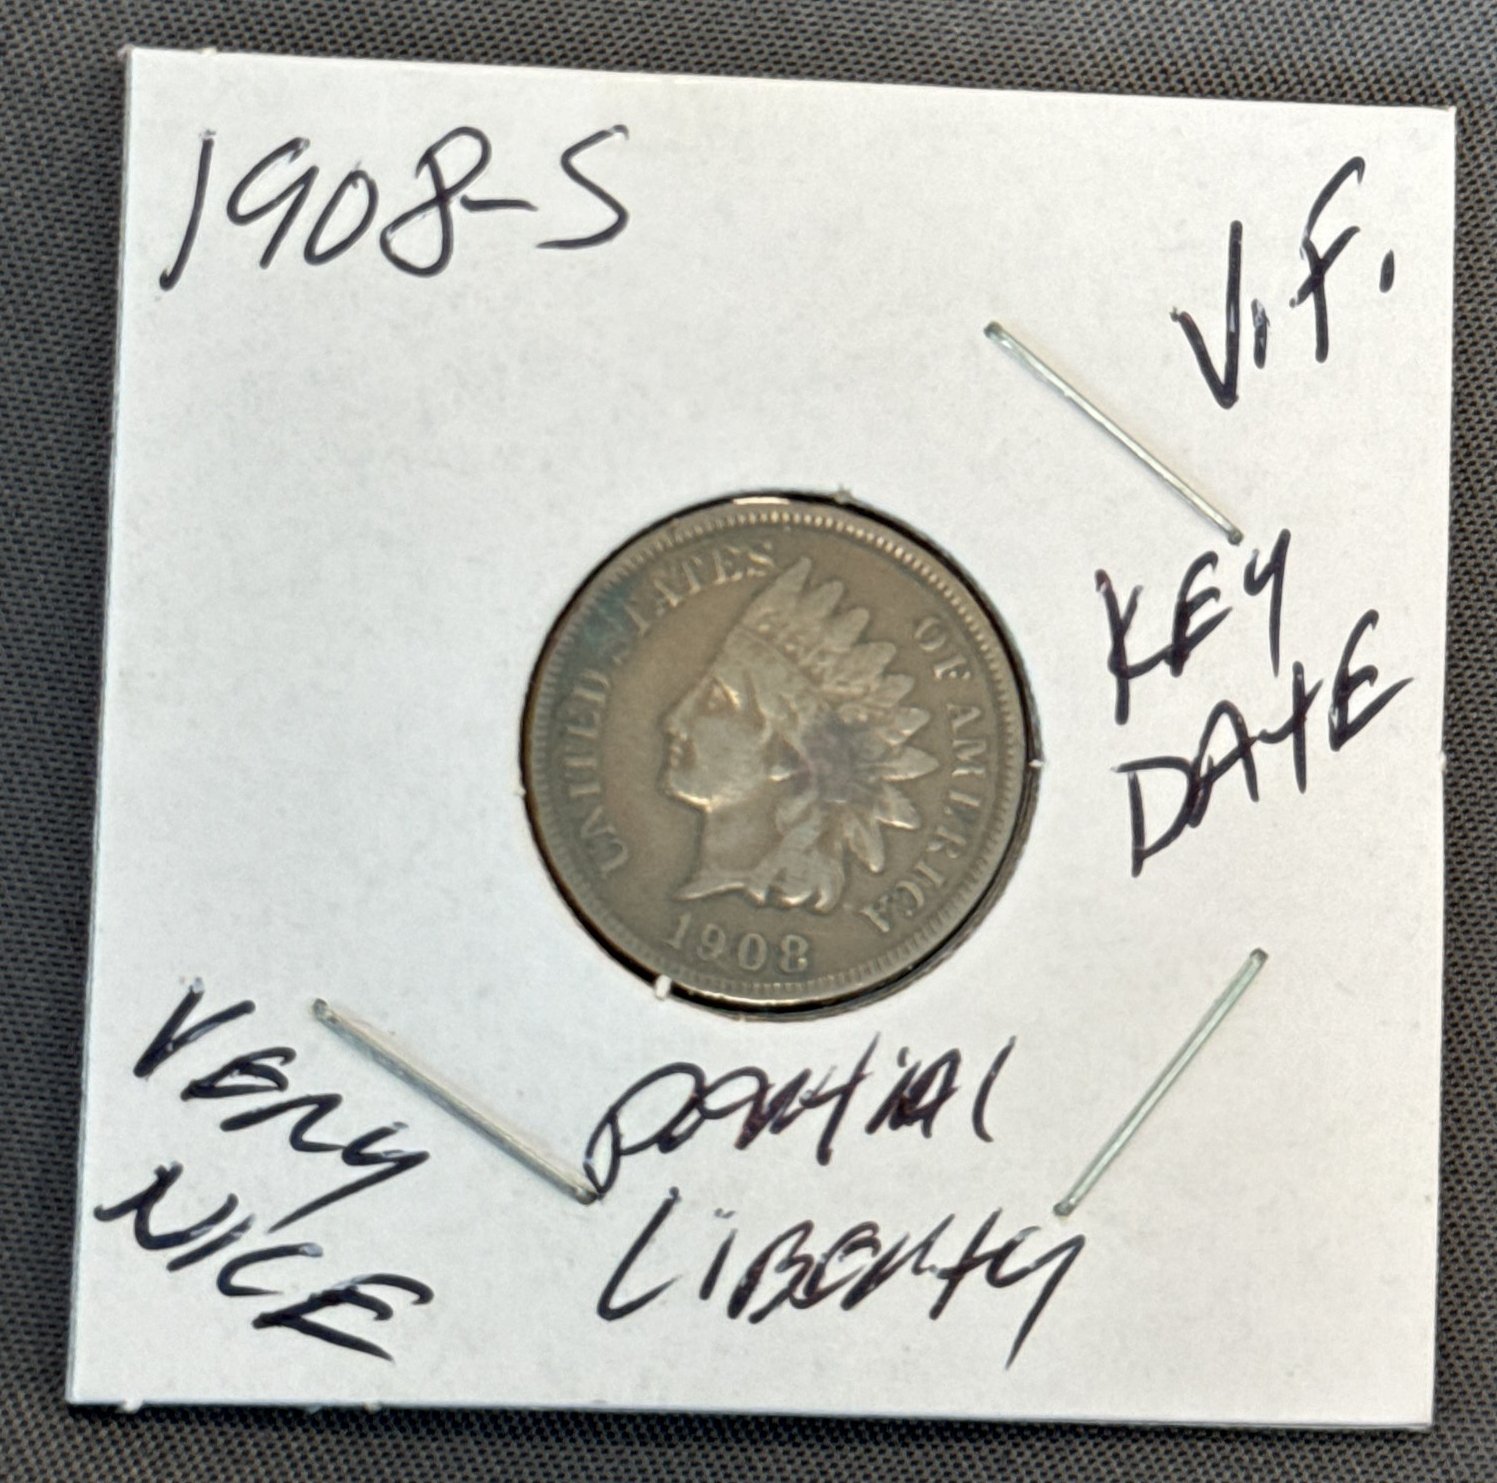 1908-S
V.F.
KEY
DATE
UNITED STATES OF AMERICA
1908
VERY
NICE
PARTIAL
LIBERTY